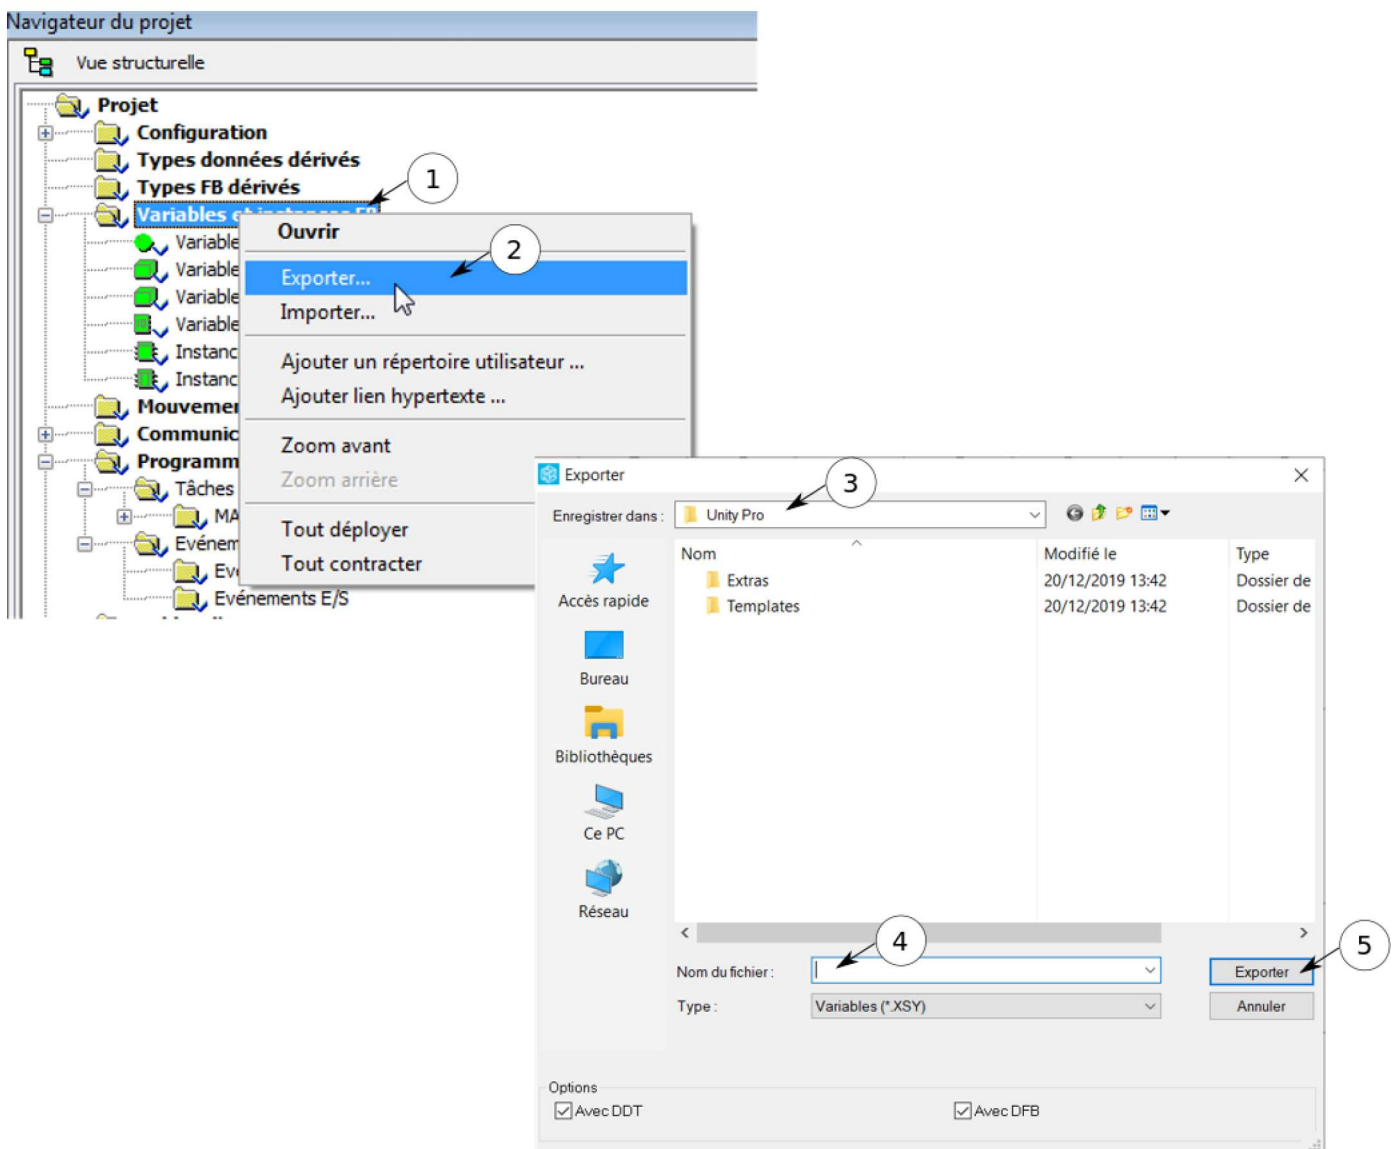 Navigateur du projet
Vue structurelle
Projet
Configuration
Types données dérivés
Types FB dérivés
1
Variables et instances FB
Ouvrir
2
Variable
Exporter...
Variable
Importer...
Variable
Variable
Instanc
Ajouter un répertoire utilisateur ...
Instanc
Ajouter lien hypertexte ...
Mouvemer
Communic
Zoom avant
Programm
Zoom arrière
Tâches
MA
Tout déployer
Evénem
Tout contracter
Ev
Evénements E/S
Exporter
3
Enregistrer dans :
Unity Pro
Nom
Modifié le
Type
Extras
20/12/2019 13:42
Dossier de
Templates
20/12/2019 13:42
Dossier de
Accès rapide
Bureau
Bibliothèques
Ce PC
Réseau
4
5
Nom du fichier :
Exporter
Type :
Variables (*.XSY)
Annuler
Options
Avec DDT
Avec DFB